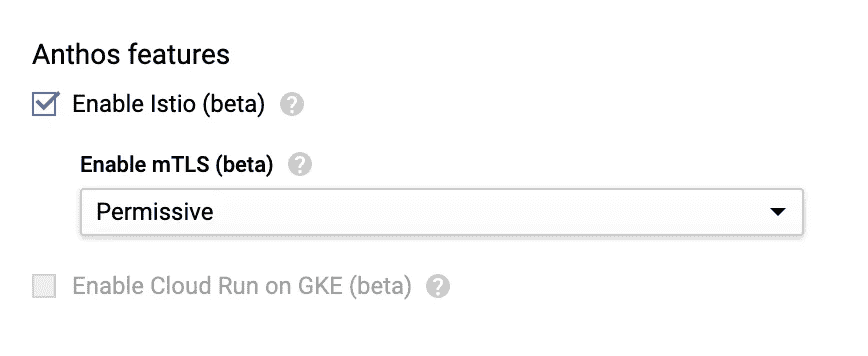 Anthos features
Enable Istio (beta) ?
Enable mTLS (beta) ?
Permissive
Enable Cloud Run on GKE (beta) ?